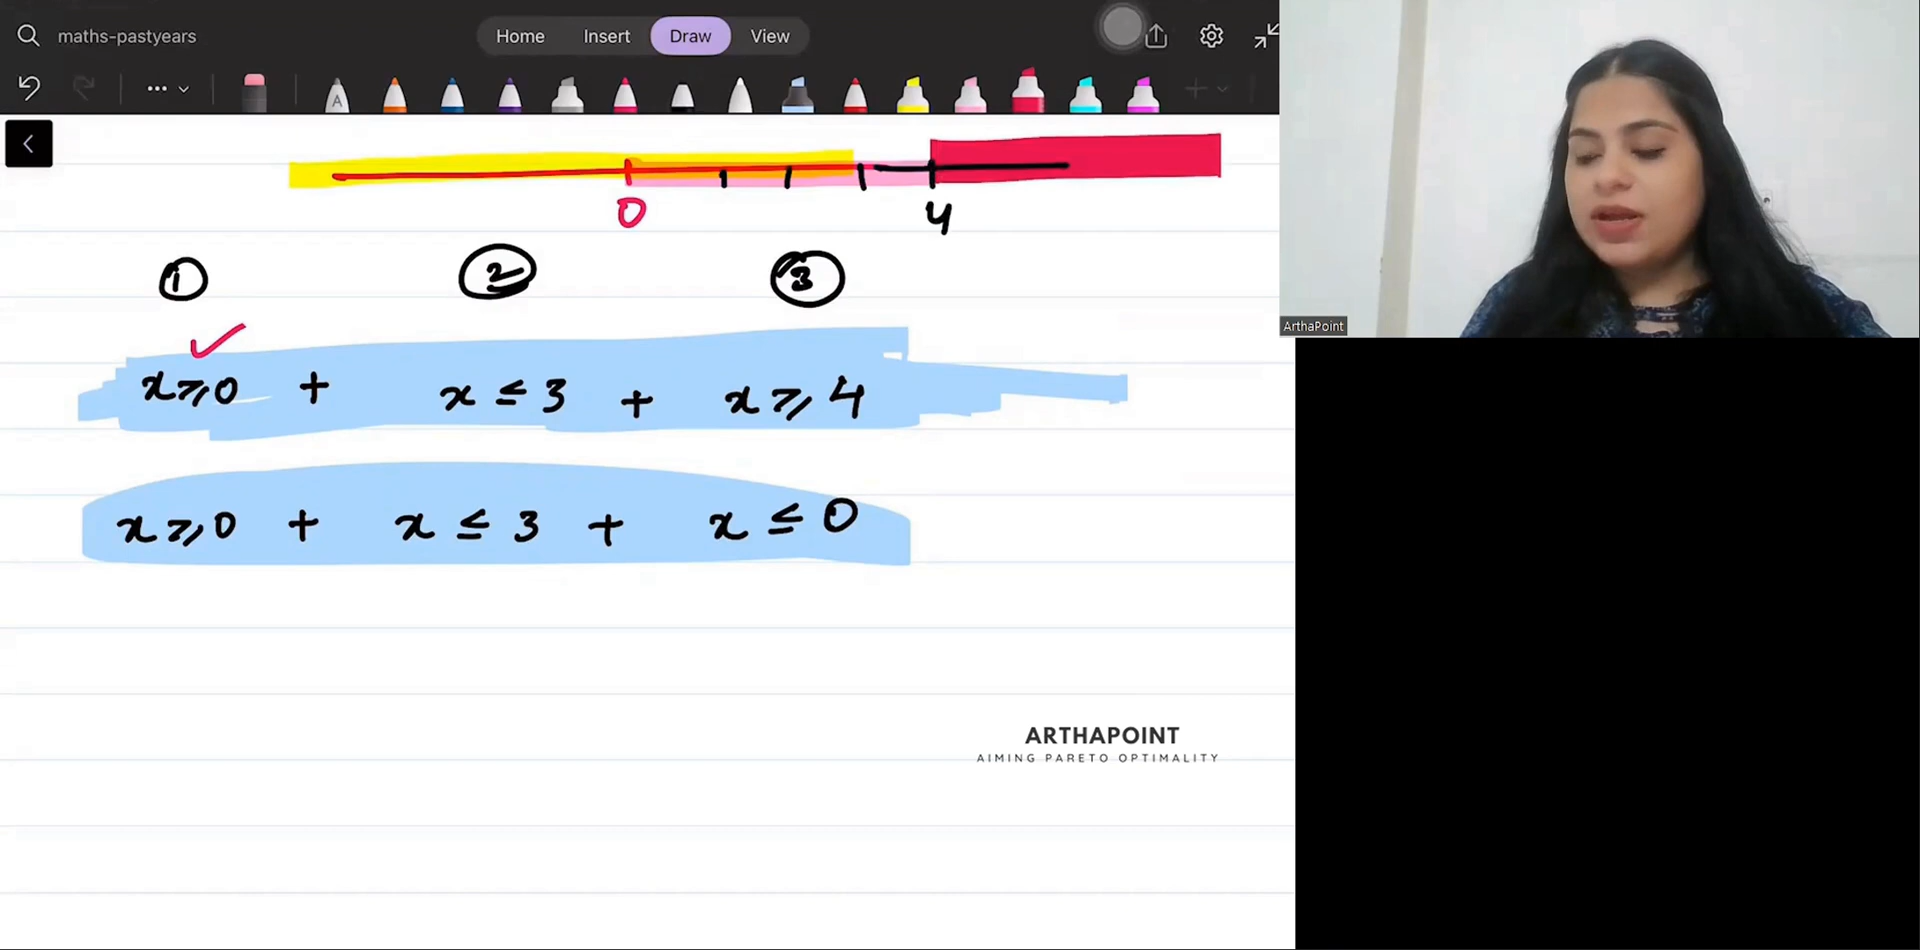 maths-pastyears
Home Insert Draw View
A
0 4
① ② ③
x ≥ 0 + x ≤ 3 + x ≥ 4
x ≥ 0 + x ≤ 3 + x ≤ 0
ArthaPoint
ARTHAPOINT
AIMING PARETO OPTIMALITY